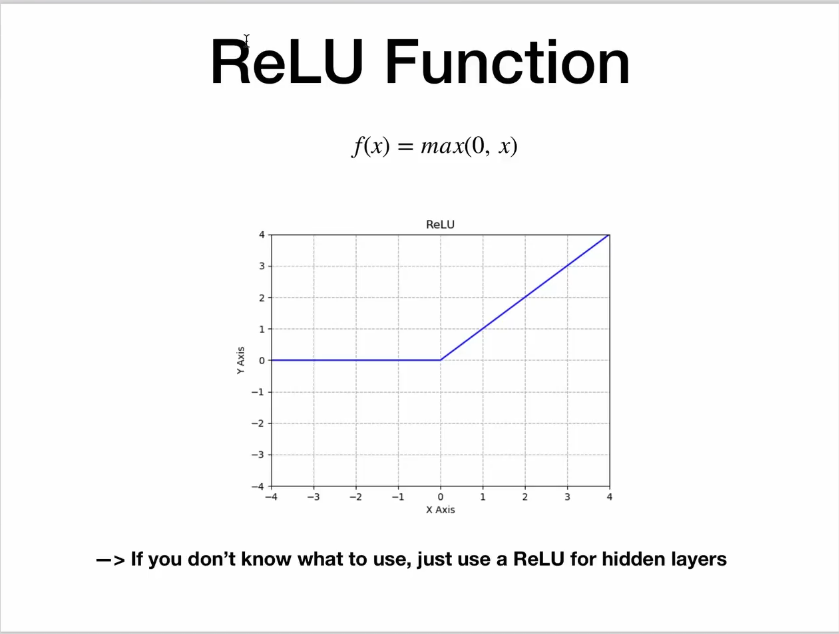 ReLU Function
f(x) = max(0, x)
ReLU
4
3
2
1
0
−1
−2
−3
−4
Y Axis
−4 −3 −2 −1 0 1 2 3 4
X Axis
—> If you don’t know what to use, just use a ReLU for hidden layers